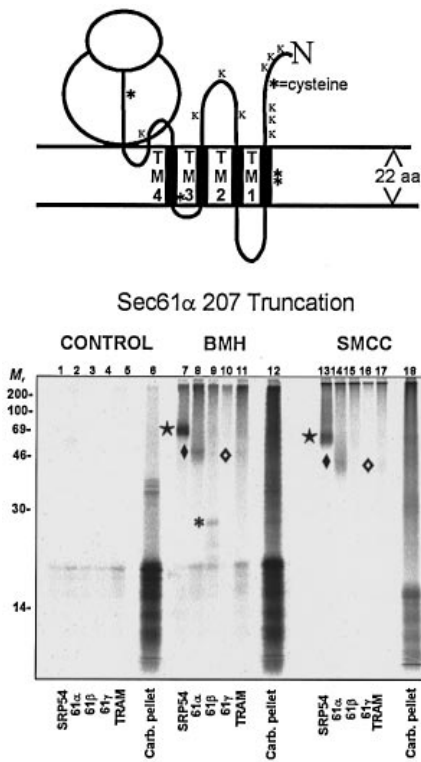 K
K N
K
K
*=cysteine
K
K
K
K
K
K
K
T T T T
M M M M
4 3 2 1
22 aa
Sec61α 207 Truncation
CONTROL BMH SMCC
Mr 1 2 3 4 5 6 7 8 9 10 11 12 13 14 15 16 17 18
200-
100-
69-
46-
30-
14-
SRP54 61α 61β 61γ TRAM Carb. pellet SRP54 61α 61β 61γ TRAM Carb. pellet SRP54 61α 61β 61γ TRAM Carb. pellet